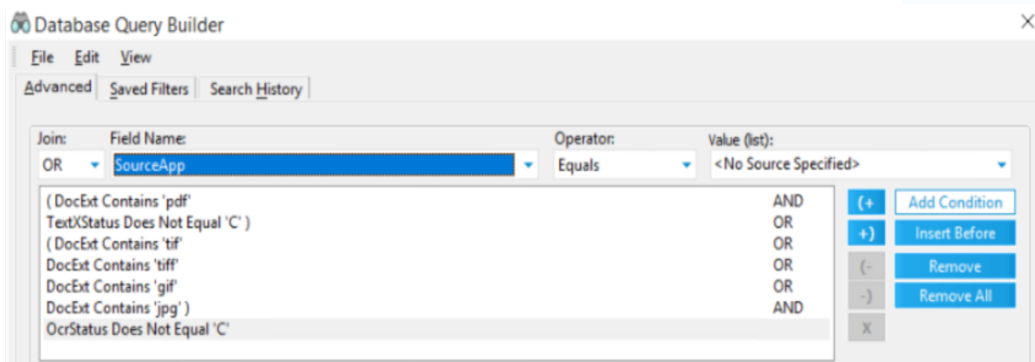 Database Query Builder
File Edit View
Advanced Saved Filters Search History
Join: Field Name: Operator: Value (list):
OR SourceApp Equals <No Source Specified>
( DocExt Contains 'pdf' AND
TextXStatus Does Not Equal 'C' ) OR
( DocExt Contains 'tif' OR
DocExt Contains 'tiff' OR
DocExt Contains 'gif' OR
DocExt Contains 'jpg' ) AND
OcrStatus Does Not Equal 'C'
(+ Add Condition
+) Insert Before
(- Remove
-) Remove All
X